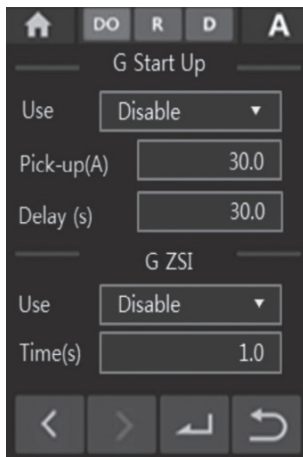 DO R D A
G Start Up
Use Disable
Pick-up(A) 30.0
Delay (s) 30.0
G ZSI
Use Disable
Time(s) 1.0